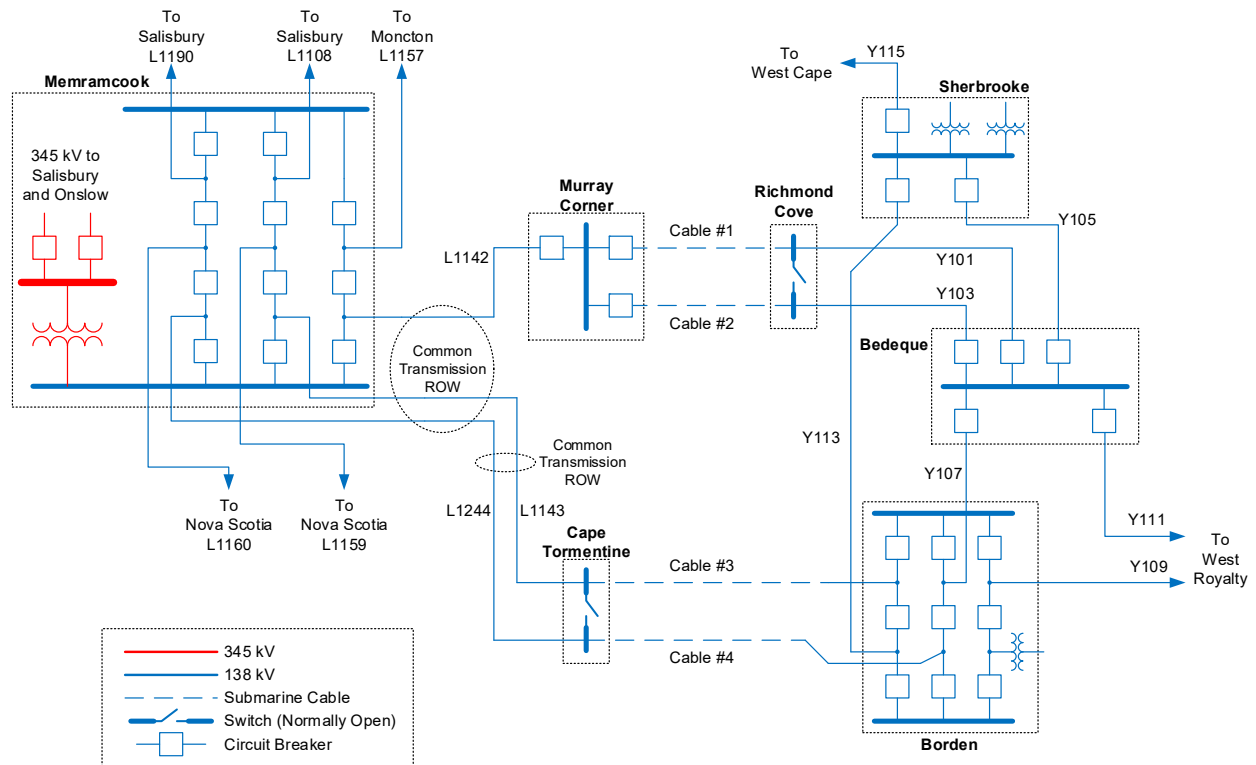 To
Salisbury
L1190
To
Salisbury
L1108
To
Moncton
L1157
Memramcook
345 kV to
Salisbury
and Onslow
To
West Cape
Y115
Sherbrooke
Murray
Corner
Richmond
Cove
Cable #1
Y105
L1142
Y101
Y103
Cable #2
Bedeque
Common
Transmission
ROW
Y113
Common
Transmission
ROW
Y107
To
Nova Scotia
L1160
To
Nova Scotia
L1159
L1244
L1143
Cape
Tormentine
Y111
To
West
Royalty
Y109
Cable #3
Cable #4
Borden
345 kV
138 kV
Submarine Cable
Switch (Normally Open)
Circuit Breaker